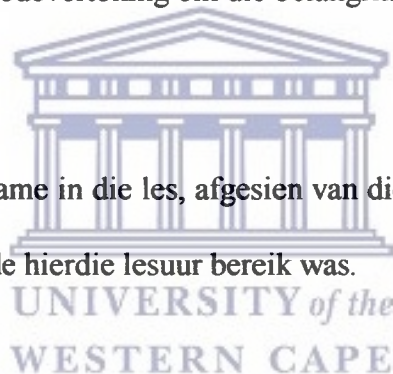 ame in die les, afgesien van di
le hierdie lesuur bereik was.
UNIVERSITY of the
WESTERN CAPE